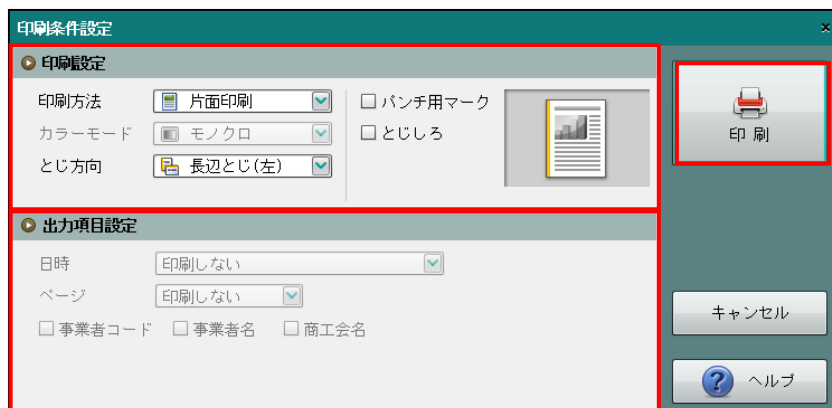 印刷条件設定
印刷設定
印刷方法 片面印刷 パンチ用マーク
カラーモード モノクロ とじしろ
とじ方向 長辺とじ(左)
印 刷
出力項目設定
日時 印刷しない
ページ 印刷しない
事業者コード 事業者名 商工会名
キャンセル
ヘルプ